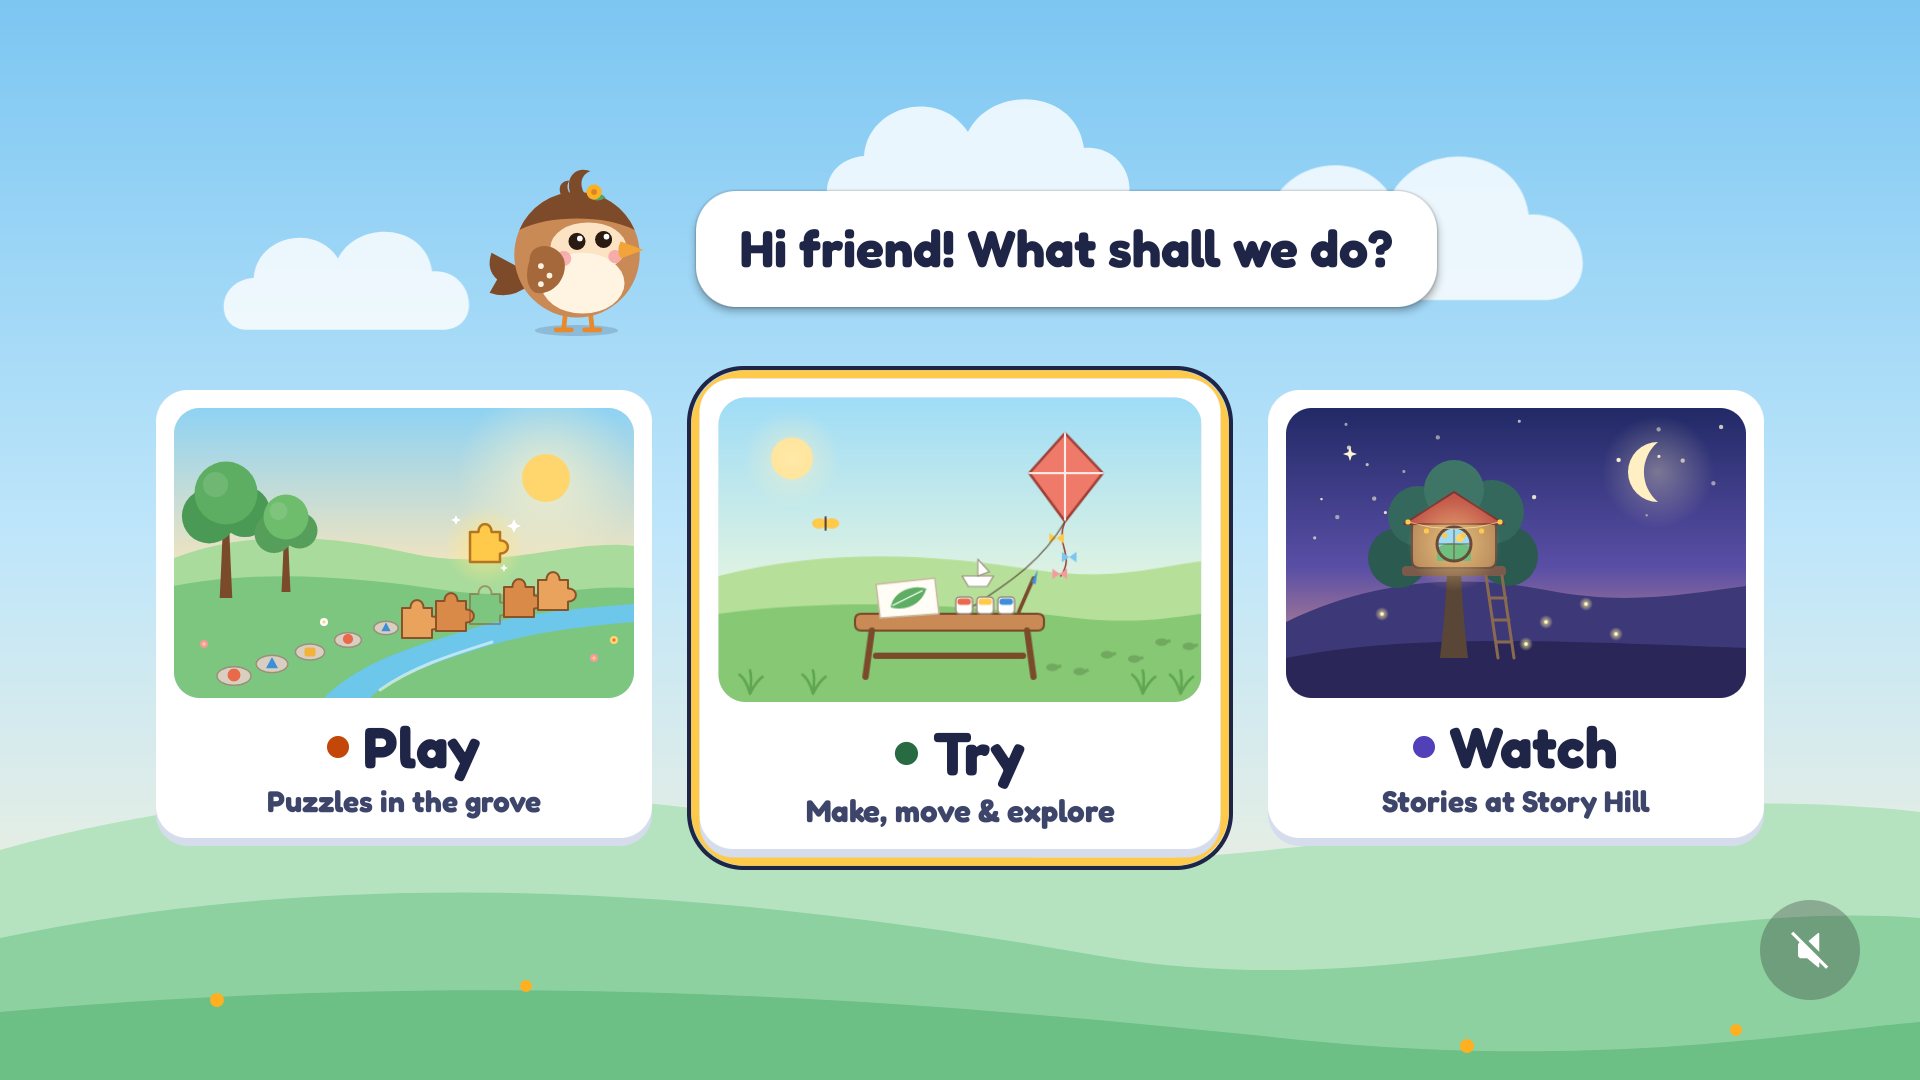 Hi friend! What shall we do?
Play
Puzzles in the grove
Try
Make, move & explore
Watch
Stories at Story Hill